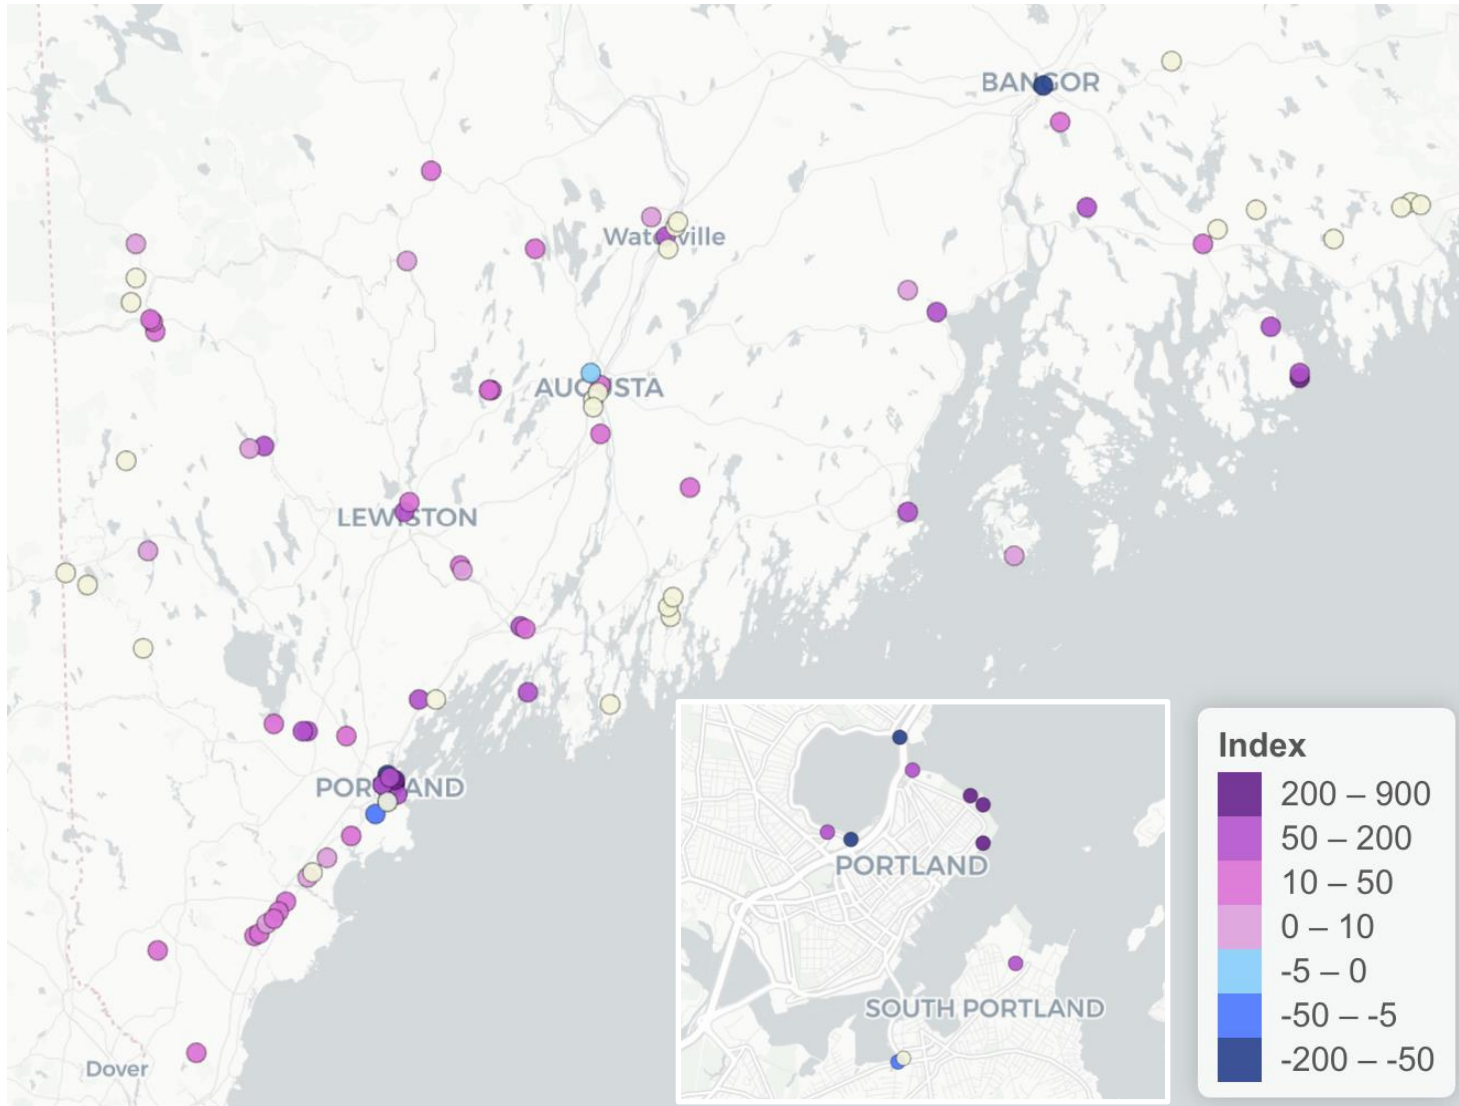 BANGOR
Waterville
AUGUSTA
LEWISTON
PORTLAND
Dover
PORTLAND
SOUTH PORTLAND
Index
200 – 900
50 – 200
10 – 50
0 – 10
-5 – 0
-50 – -5
-200 – -50